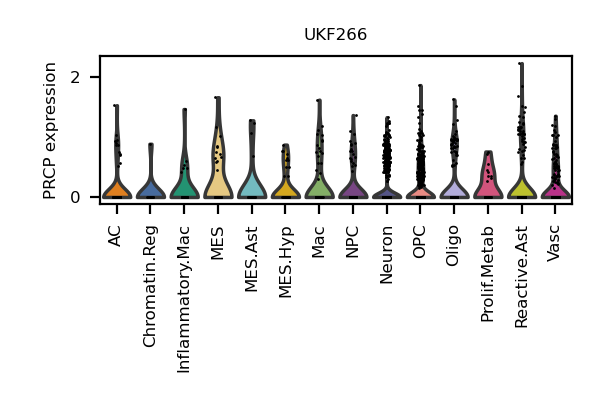 UKF266
PRCP expression
2
0
AC
Chromatin.Reg
Inflammatory.Mac
MES
MES.Ast
MES.Hyp
Mac
NPC
Neuron
OPC
Oligo
Prolif.Metab
Reactive.Ast
Vasc